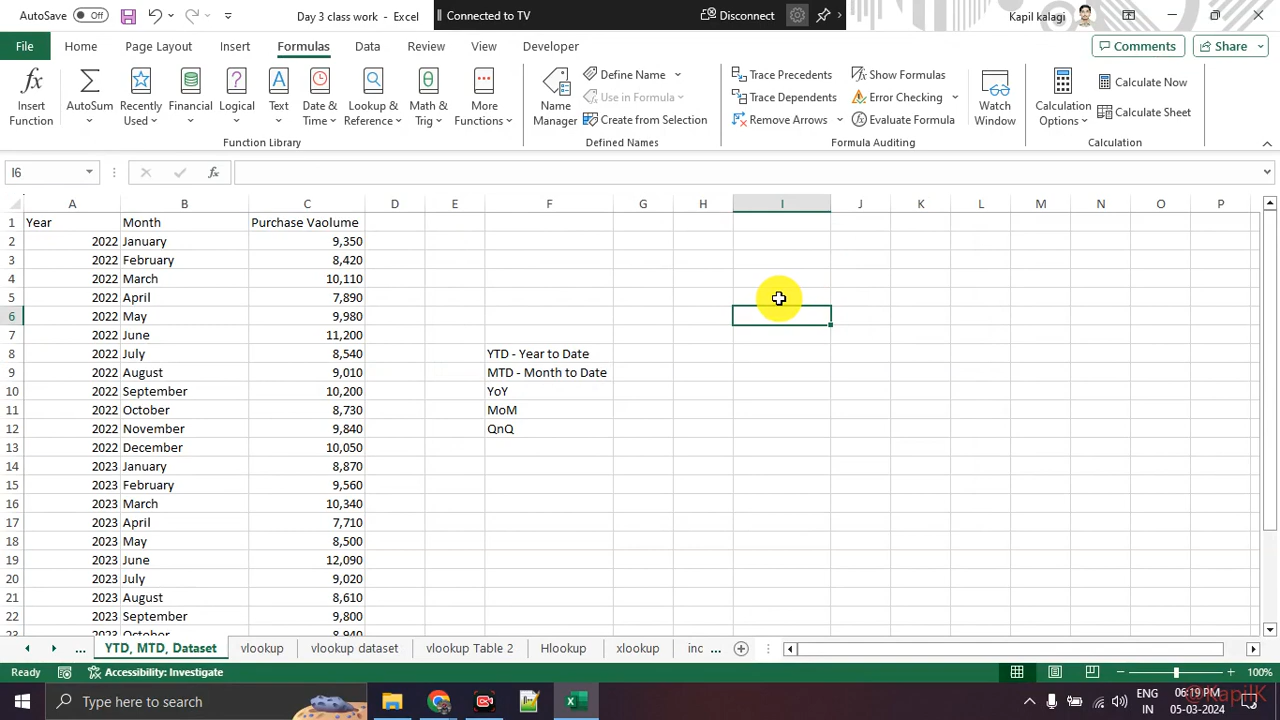 AutoSave Off Day 3 class work - Excel Connected to TV Disconnect Kapil kalagi
File Home Page Layout Insert Formulas Data Review View Developer Comments Share
Insert Function
AutoSum
Recently Used
Financial
Logical
Text
Date & Time
Lookup & Reference
Math & Trig
More Functions
Function Library
Name Manager
Define Name
Use in Formula
Create from Selection
Defined Names
Trace Precedents
Trace Dependents
Remove Arrows
Show Formulas
Error Checking
Evaluate Formula
Formula Auditing
Watch Window
Calculation Options
Calculate Now
Calculate Sheet
Calculation
I6 fx
A B C D E F G H I J K L M N O P
1 Year Month Purchase Vaolume
2 2022 January 9,350
3 2022 February 8,420
4 2022 March 10,110
5 2022 April 7,890
6 2022 May 9,980
7 2022 June 11,200
8 2022 July 8,540 YTD - Year to Date
9 2022 August 9,010 MTD - Month to Date
10 2022 September 10,200 YoY
11 2022 October 8,730 MoM
12 2022 November 9,840 QnQ
13 2022 December 10,050
14 2023 January 8,870
15 2023 February 9,560
16 2023 March 10,340
17 2023 April 7,710
18 2023 May 8,500
19 2023 June 12,090
20 2023 July 9,020
21 2023 August 8,610
22 2023 September 9,800
23 2023 October 8,940
... YTD, MTD, Dataset vlookup vlookup dataset vlookup Table 2 Hlookup xlookup inc ...
Ready Accessibility: Investigate 100%
Type here to search ENG IN 06:19 PM 05-03-2024
@KapilK